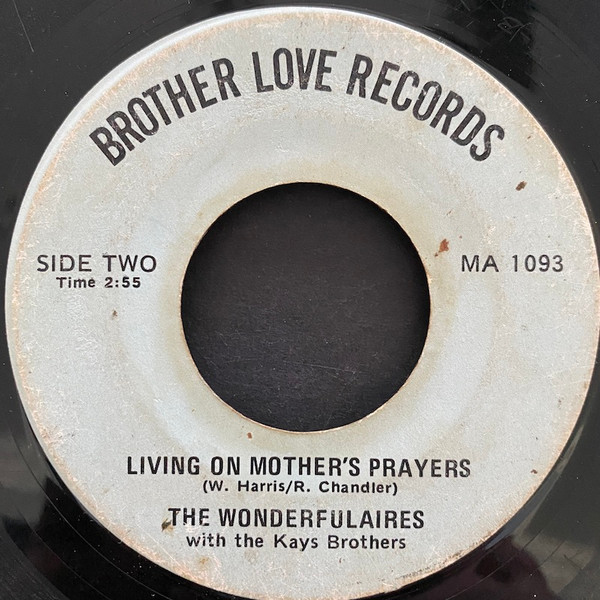 BROTHER LOVE RECORDS
SIDE TWO
Time 2:55
MA 1093
LIVING ON MOTHER'S PRAYERS
(W. Harris/R. Chandler)
THE WONDERFULAIRES
with the Kays Brothers